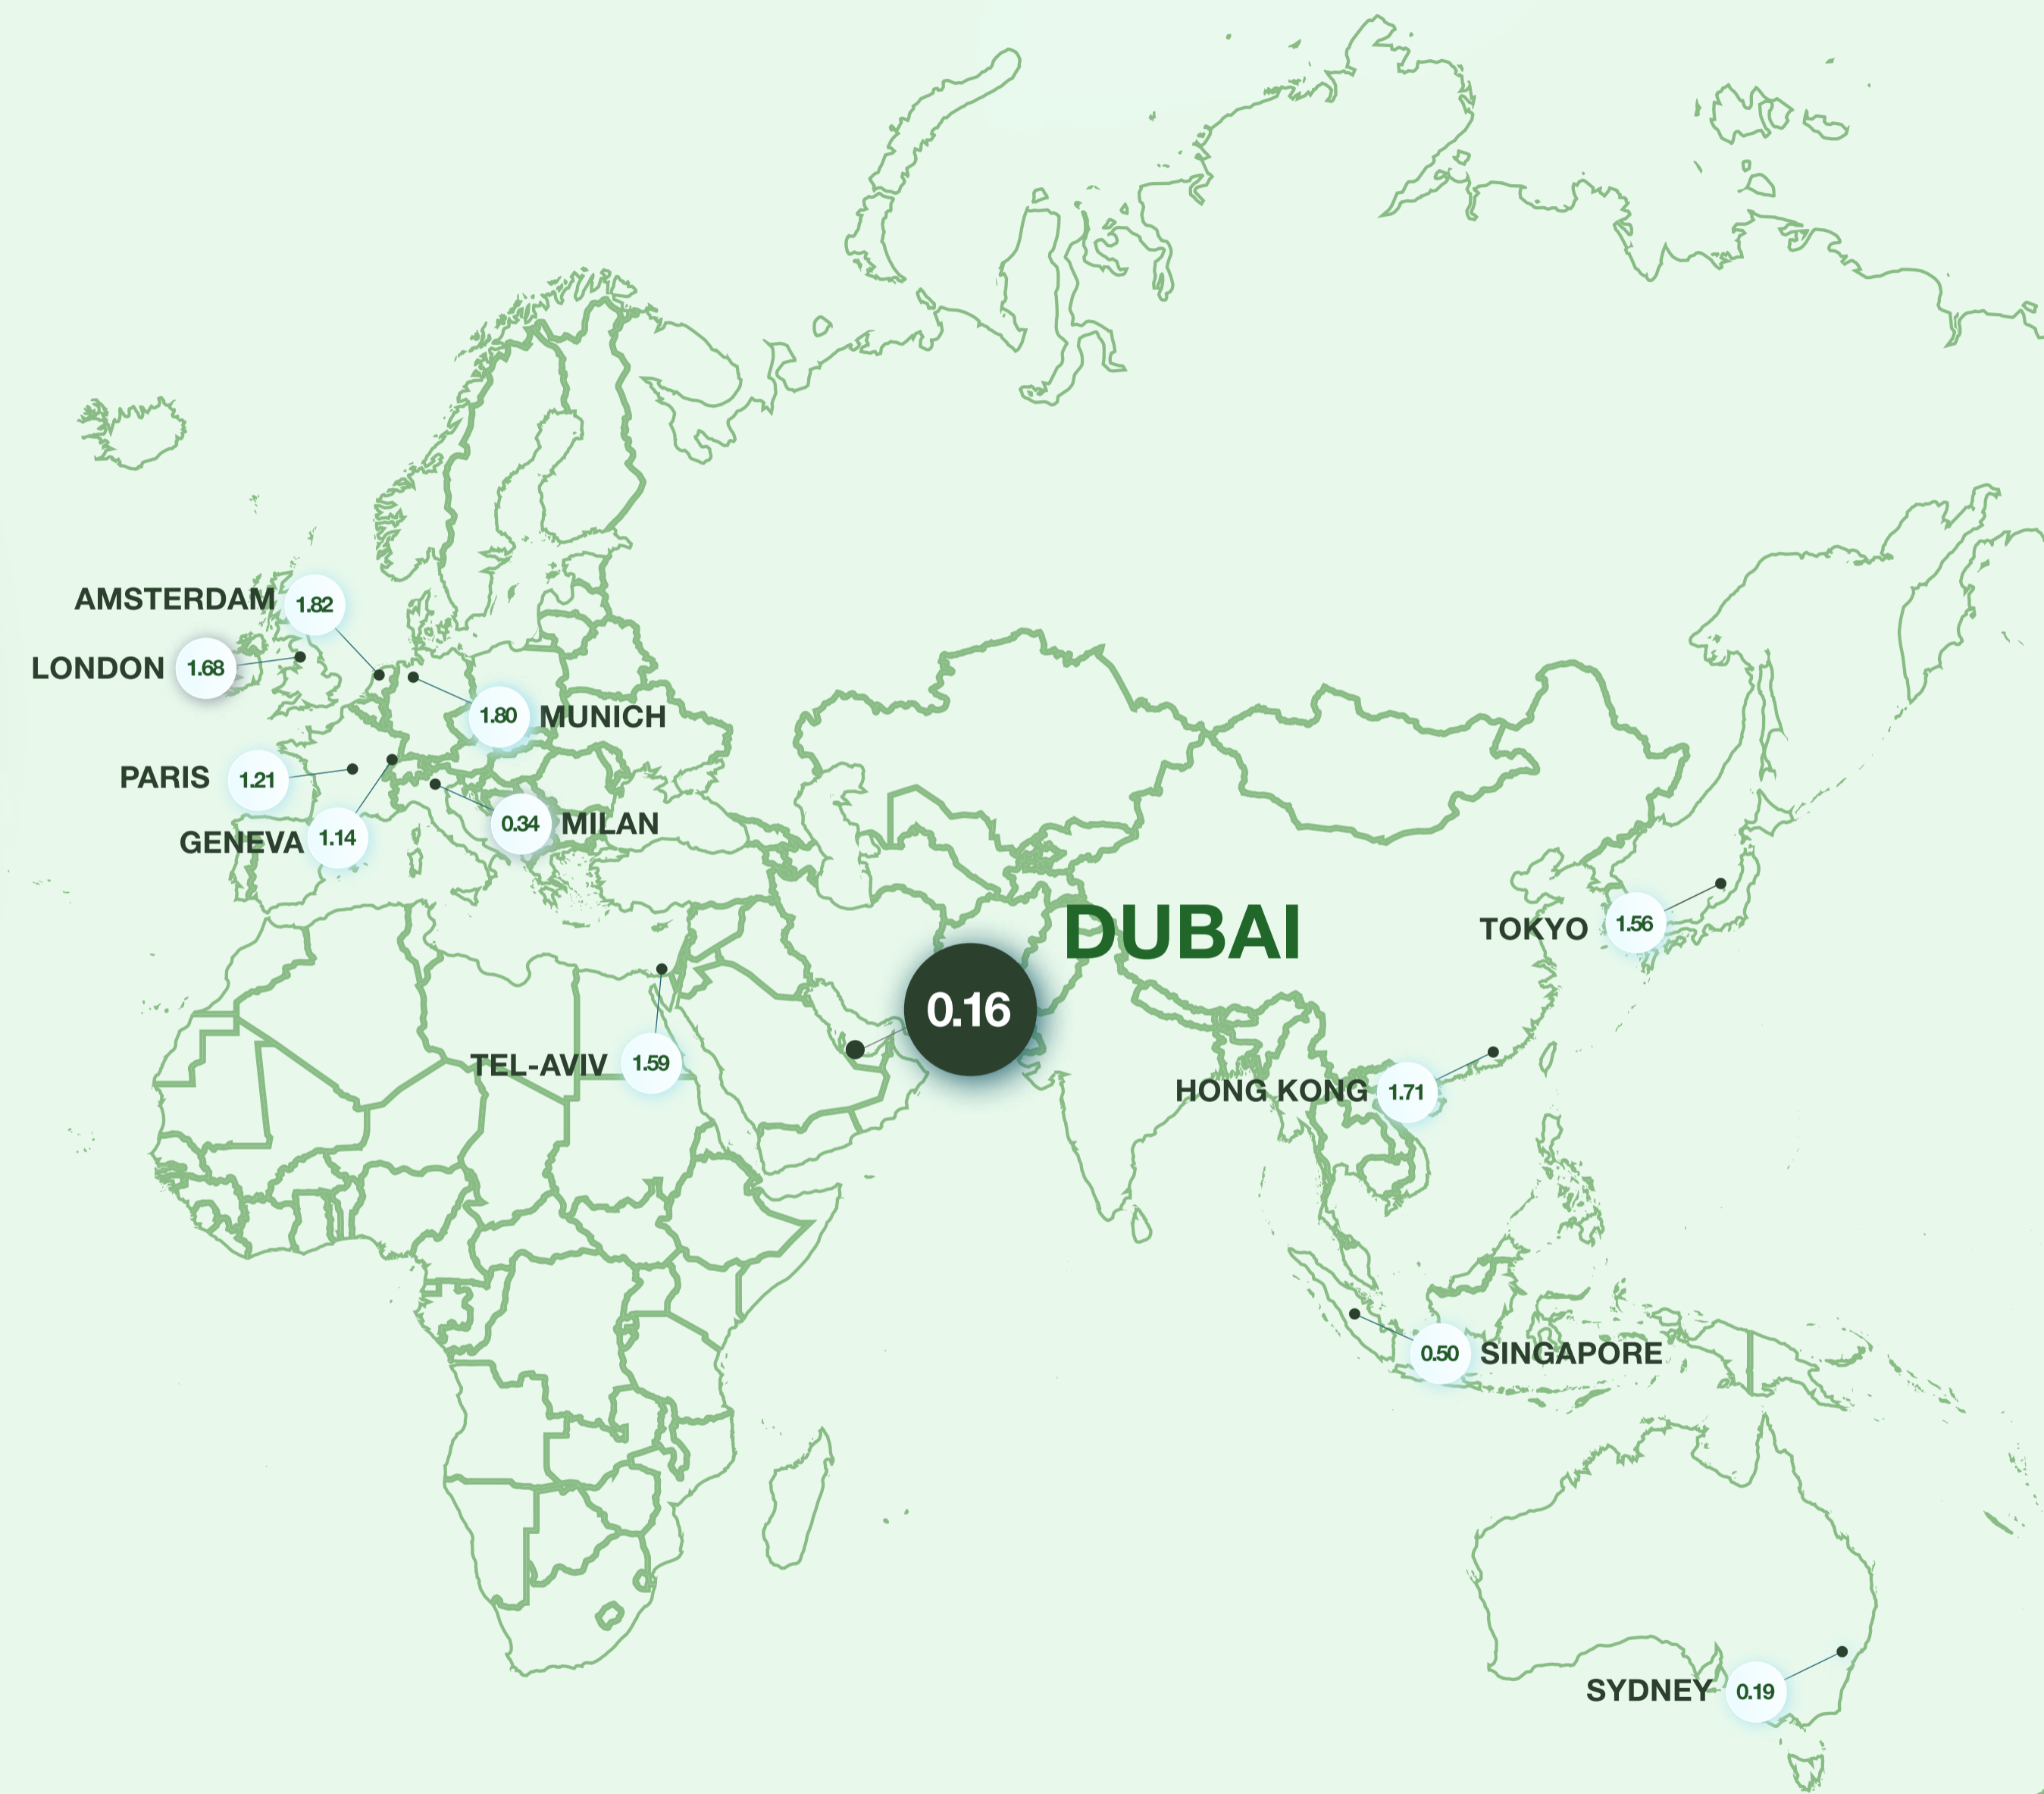 AMSTERDAM 1.82
LONDON 1.68
1.80 MUNICH
PARIS 1.21
GENEVA 1.14
0.34 MILAN
DUBAI
0.16
TOKYO 1.56
TEL-AVIV 1.59
HONG KONG 1.71
0.50 SINGAPORE
SYDNEY 0.19